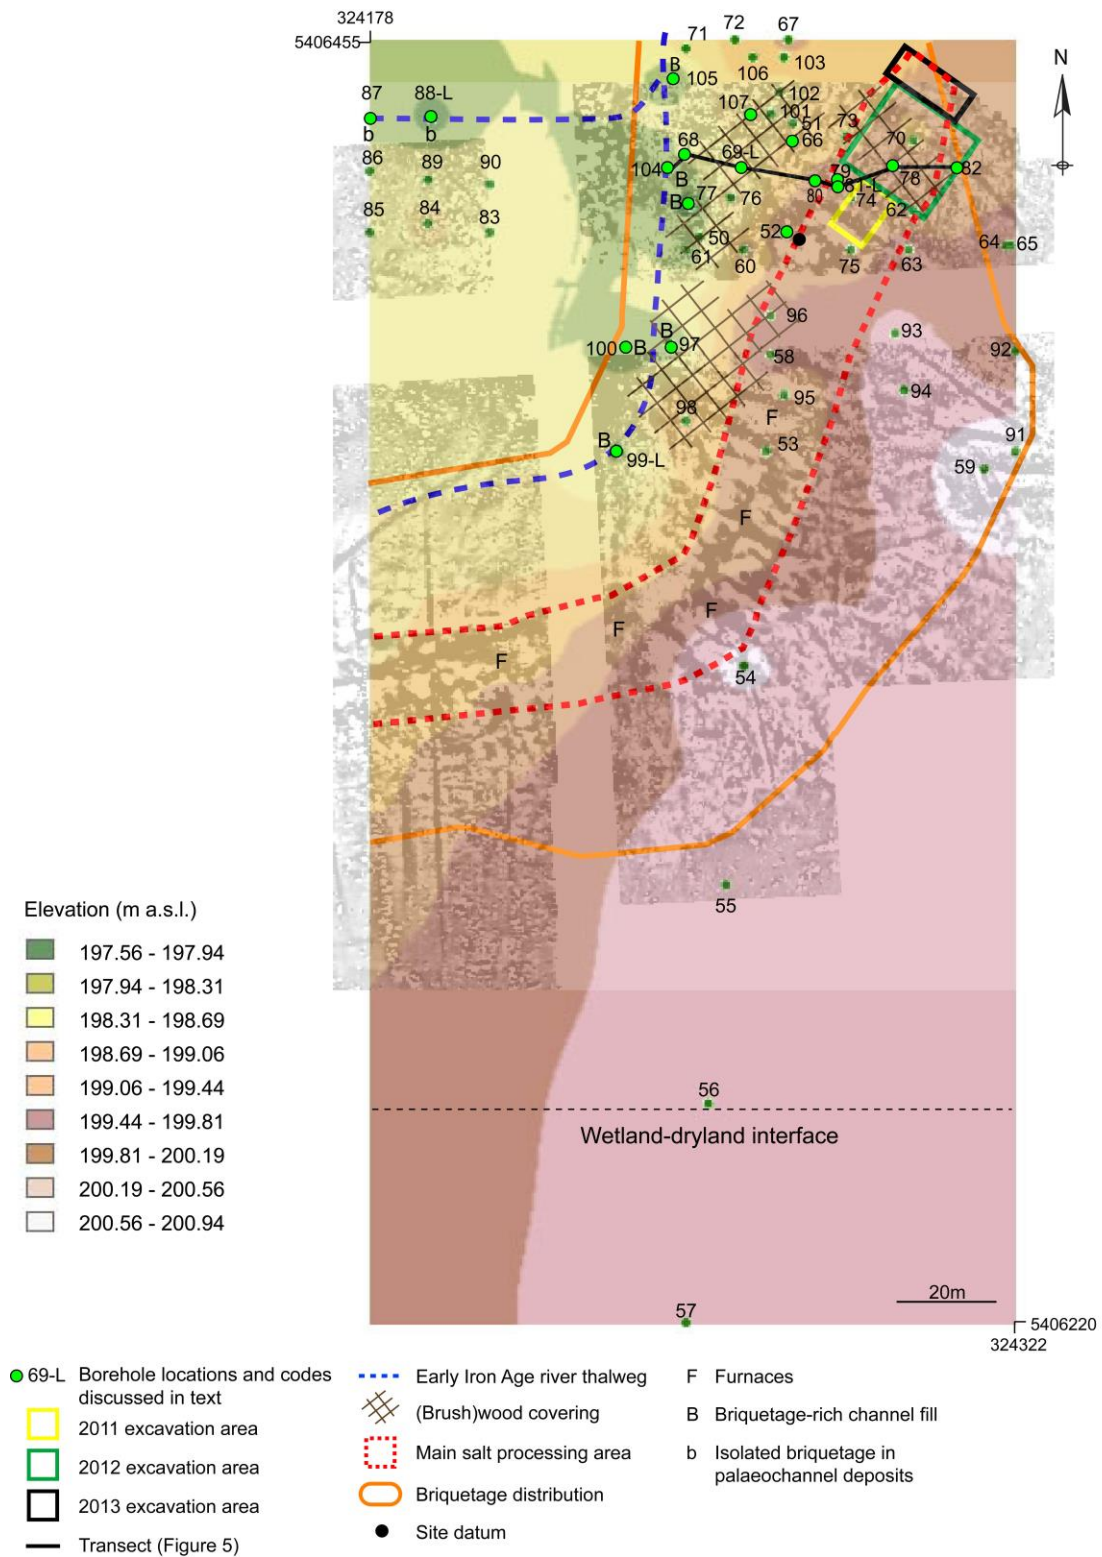 324178
5406455
72
67
71
N
B
105
106
103
87
88-L
107
102
101
51
73
b
b
68
69-L
66
70
86
89
90
104
79
78
82
B
80
81-L
B
77
76
74
62
85
84
83
50
52
64
65
61
60
75
63
96
93
B
100
B
97
58
92
95
94
98
F
91
B
53
59
99-L
F
F
F
F
54
55
Elevation (m a.s.l.)
197.56 - 197.94
197.94 - 198.31
198.31 - 198.69
198.69 - 199.06
199.06 - 199.44
199.44 - 199.81
199.81 - 200.19
200.19 - 200.56
200.56 - 200.94
56
Wetland-dryland interface
20m
57
5406220
324322
69-L Borehole locations and codes
discussed in text
2011 excavation area
2012 excavation area
2013 excavation area
Transect (Figure 5)
Early Iron Age river thalweg
(Brush)wood covering
Main salt processing area
Briquetage distribution
Site datum
F Furnaces
B Briquetage-rich channel fill
b Isolated briquetage in
palaeochannel deposits